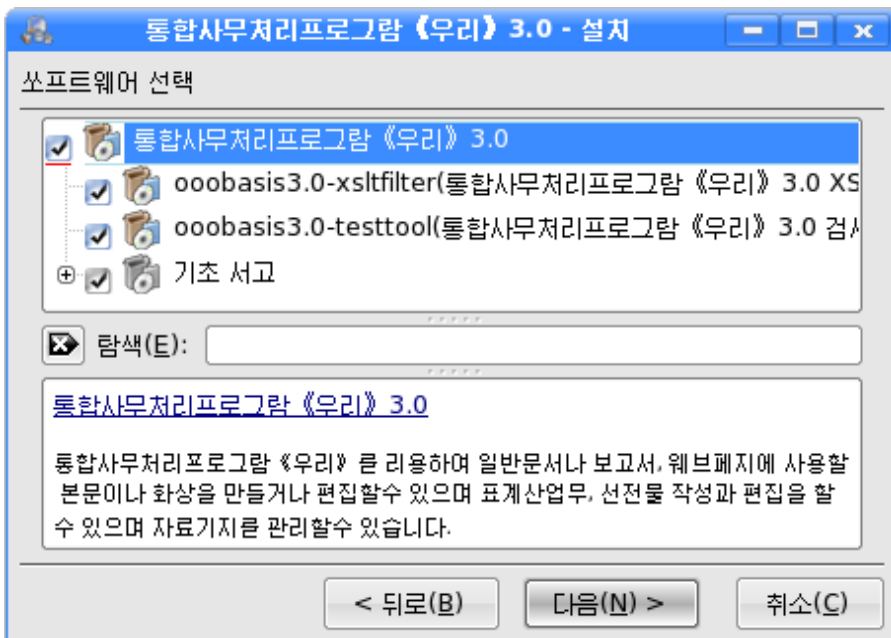 통합사무처리프로그람《우리》3.0 - 설치
쏘프트웨어 선택
통합사무처리프로그람《우리》3.0
ooobasis3.0-xsltfilter(통합사무처리프로그람《우리》3.0 XS
ooobasis3.0-testtool(통합사무처리프로그람《우리》3.0 검사
기초 서고
탐색(E):
통합사무처리프로그람《우리》3.0
통합사무처리프로그람《우리》를 리용하여 일반문서나 보고서, 웨브페지에 사용할
본문이나 화상을 만들거나 편집할수 있으며 표계산업무, 선전물 작성과 편집을 할
수 있으며 자료기지를 관리할수 있습니다.
< 뒤로(B)
다음(N) >
취소(C)